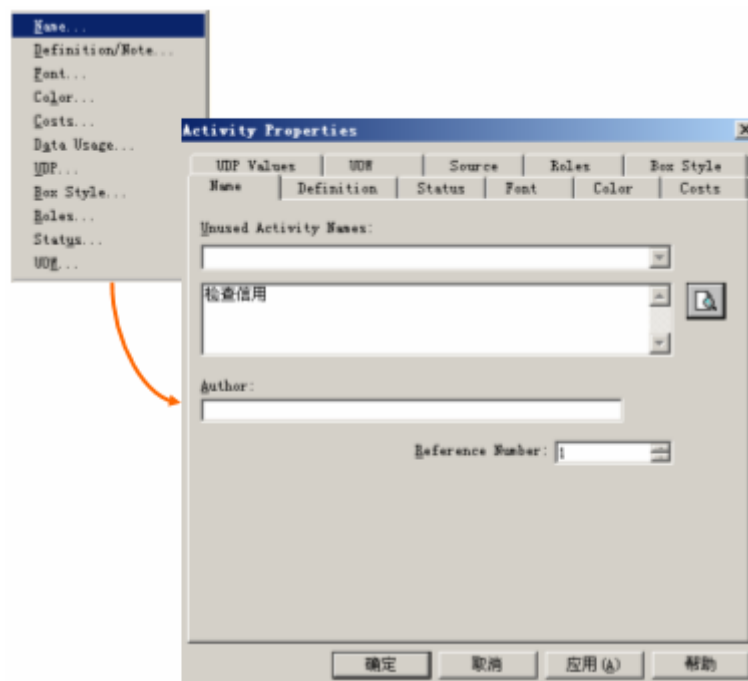 Name...
Definition/Note...
Font...
Color...
Costs...
Data Usage...
UDP...
Box Style...
Roles...
Status...
UOW...
Activity Properties
UDP Values UOW Source Roles Box Style
Name Definition Status Font Color Costs
Unused Activity Names:
检查信用
Author:
Reference Number: 1
确定 取消 应用(A) 帮助